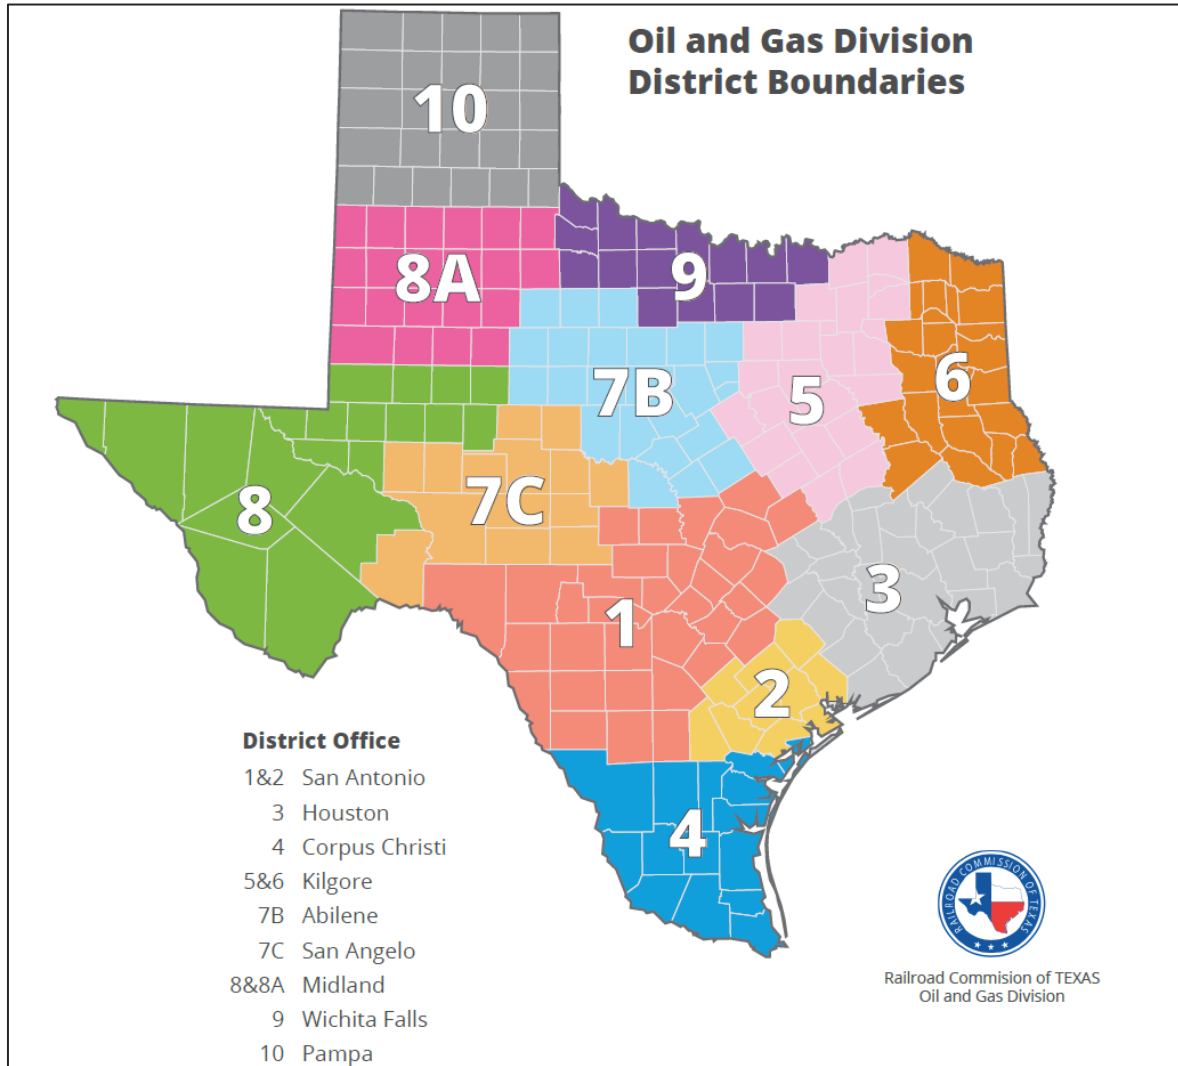 Oil and Gas Division
District Boundaries
10
8A
9
7B
5
6
8
7C
3
1
2
4
District Office
1&2 San Antonio
3 Houston
4 Corpus Christi
5&6 Kilgore
7B Abilene
7C San Angelo
8&8A Midland
9 Wichita Falls
10 Pampa
RAILROAD COMMISSION OF TEXAS
Railroad Commision of TEXAS
Oil and Gas Division